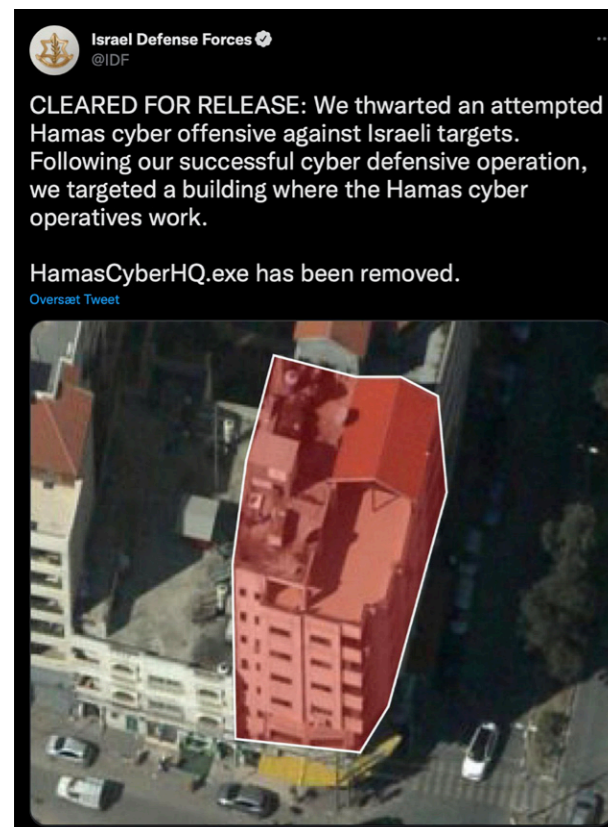 Israel Defense Forces
@IDF
CLEARED FOR RELEASE: We thwarted an attempted
Hamas cyber offensive against Israeli targets.
Following our successful cyber defensive operation,
we targeted a building where the Hamas cyber
operatives work.
HamasCyberHQ.exe has been removed.
Oversæt Tweet